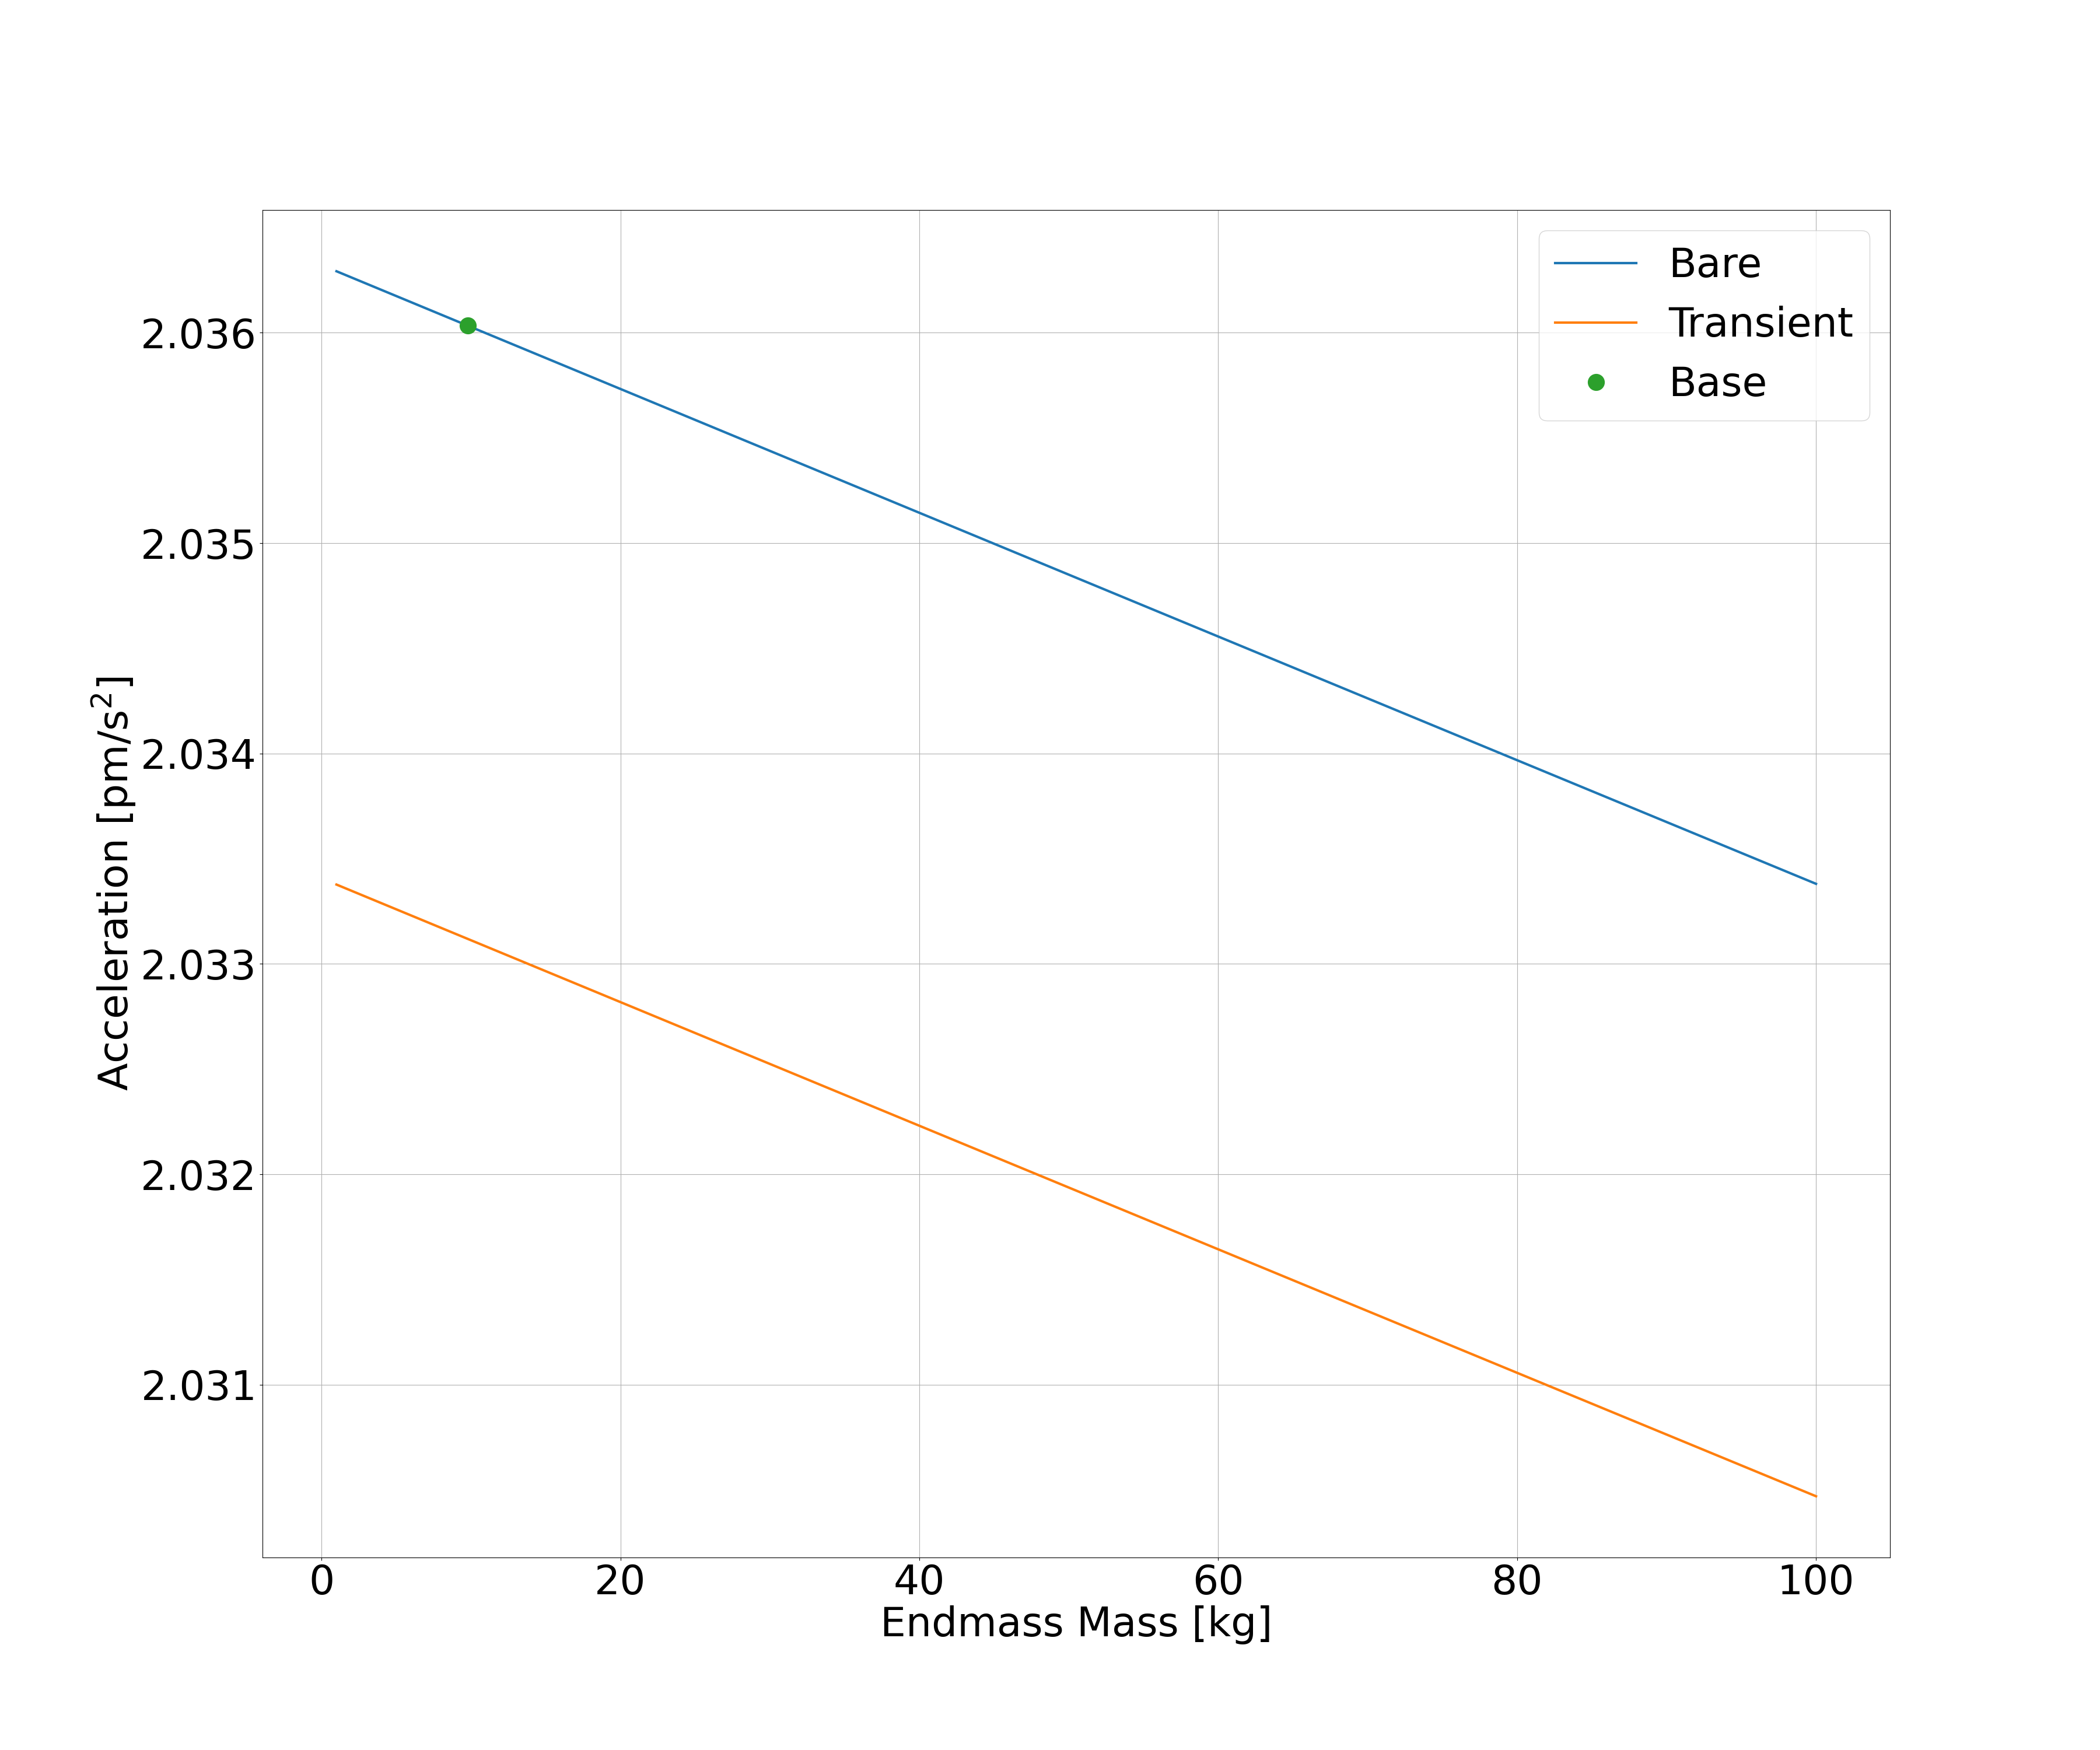 Bare
Transient
Base
2.036
2.035
2.034
2.033
2.032
2.031
Acceleration [pm/s²]
0 20 40 60 80 100
Endmass Mass [kg]